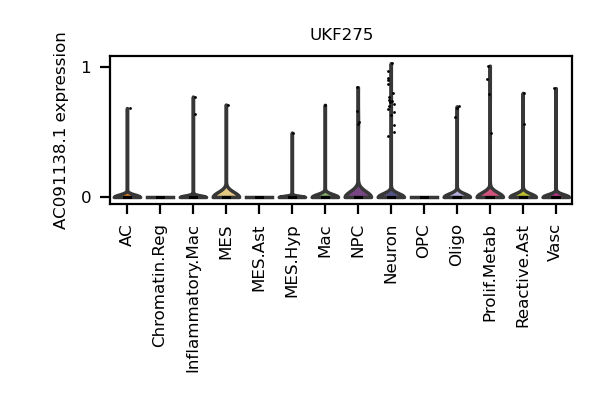 UKF275
AC091138.1 expression
1
0
AC
Chromatin.Reg
Inflammatory.Mac
MES
MES.Ast
MES.Hyp
Mac
NPC
Neuron
OPC
Oligo
Prolif.Metab
Reactive.Ast
Vasc